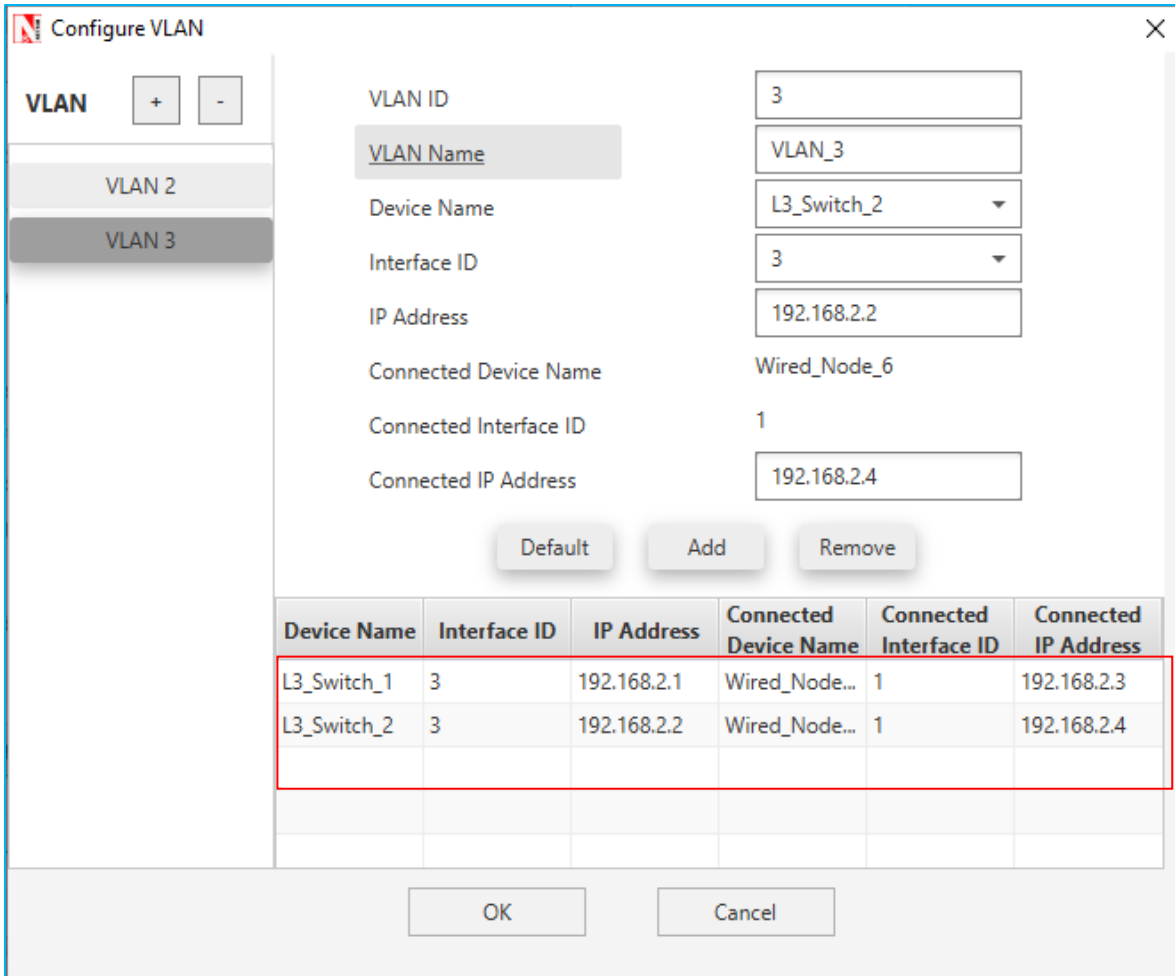 Configure VLAN
VLAN + -
VLAN 2
VLAN 3
VLAN ID 3
VLAN Name VLAN_3
Device Name L3_Switch_2
Interface ID 3
IP Address 192.168.2.2
Connected Device Name Wired_Node_6
Connected Interface ID 1
Connected IP Address 192.168.2.4
Default Add Remove
Device Name Interface ID IP Address Connected Device Name Connected Interface ID Connected IP Address
L3_Switch_1 3 192.168.2.1 Wired_Node... 1 192.168.2.3
L3_Switch_2 3 192.168.2.2 Wired_Node... 1 192.168.2.4
OK Cancel